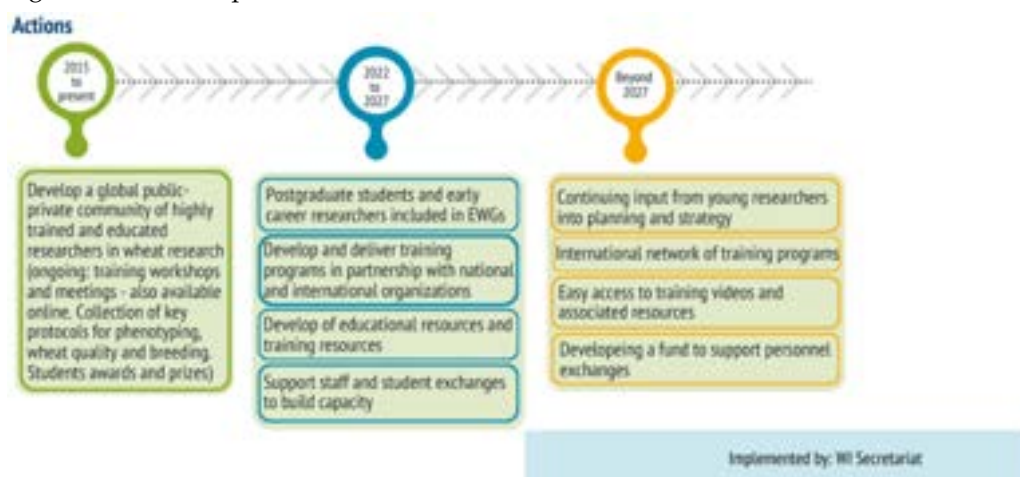 Actions
2015
to
present
2022
to
2027
Beyond
2027
Develop a global public-
private community of highly
trained and educated
researchers in wheat research
(ongoing: training workshops
and meetings - also available
online. Collection of key
protocols for phenotyping,
wheat quality and breeding.
Students awards and prizes)
Postgraduate students and early
career researchers included in EWGs
Develop and deliver training
programs in partnership with national
and international organizations
Develop of educational resources and
training resources
Support staff and student exchanges
to build capacity
Continuing input from young researchers
into planning and strategy
International network of training programs
Easy access to training videos and
associated resources
Developeing a fund to support personnel
exchanges
Implemented by: WI Secretariat